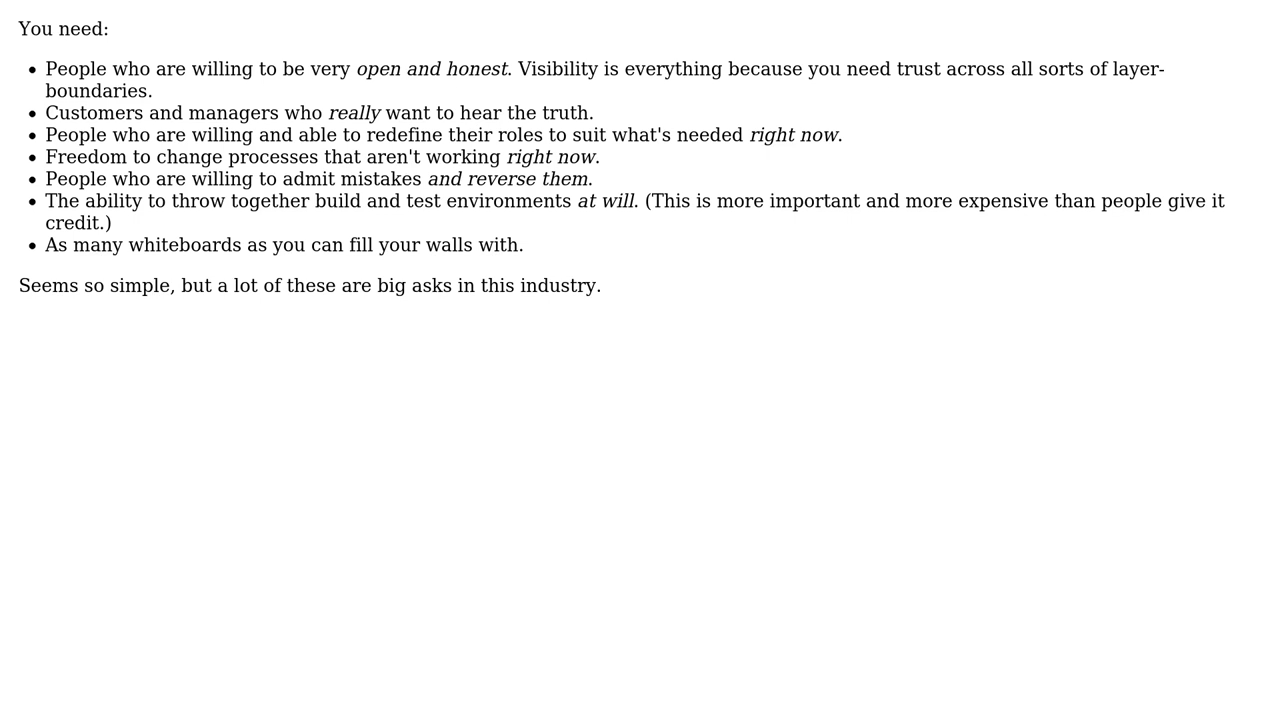 You need:
• People who are willing to be very open and honest. Visibility is everything because you need trust across all sorts of layer-
boundaries.
• Customers and managers who really want to hear the truth.
• People who are willing and able to redefine their roles to suit what's needed right now.
• Freedom to change processes that aren't working right now.
• People who are willing to admit mistakes and reverse them.
• The ability to throw together build and test environments at will. (This is more important and more expensive than people give it
credit.)
• As many whiteboards as you can fill your walls with.
Seems so simple, but a lot of these are big asks in this industry.